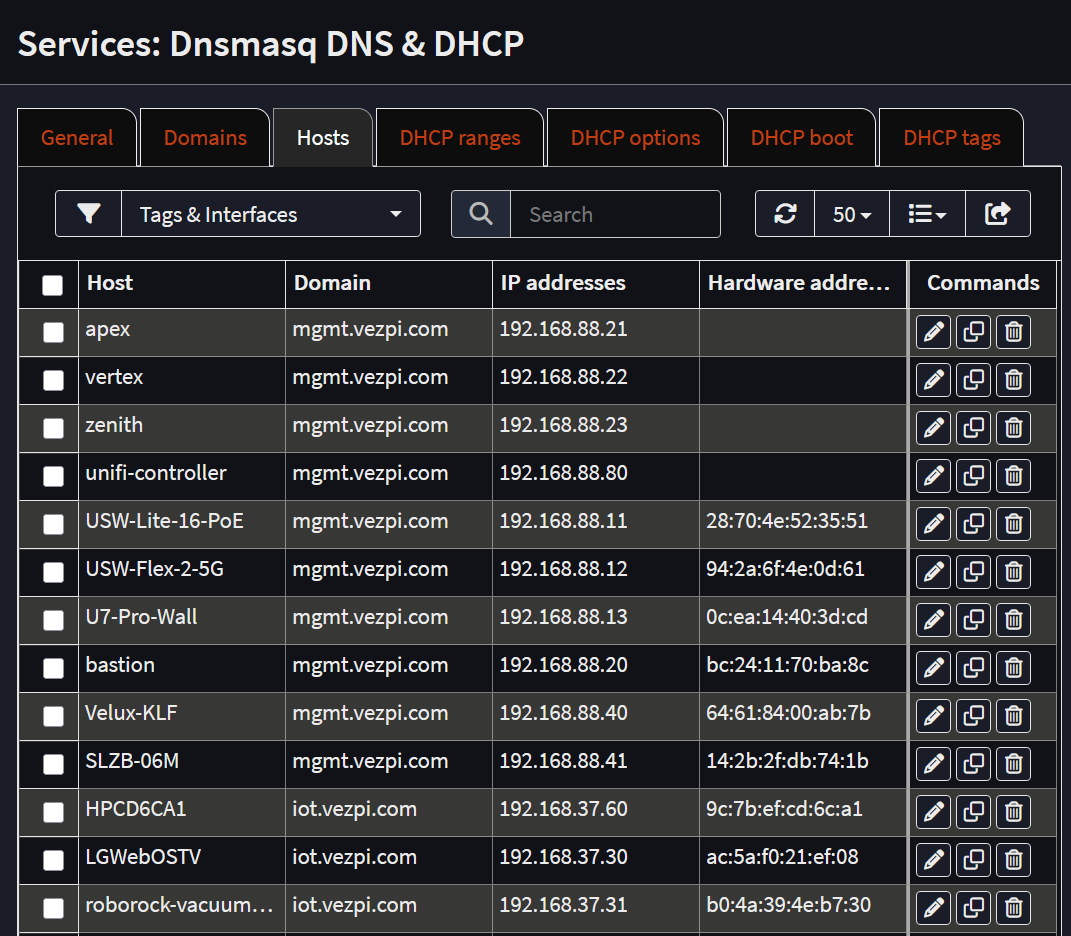 Services: Dnsmasq DNS & DHCP
General Domains Hosts DHCP ranges DHCP options DHCP boot DHCP tags
Tags & Interfaces Search 50
Host Domain IP addresses Hardware addre... Commands
apex mgmt.vezpi.com 192.168.88.21
vertex mgmt.vezpi.com 192.168.88.22
zenith mgmt.vezpi.com 192.168.88.23
unifi-controller mgmt.vezpi.com 192.168.88.80
USW-Lite-16-PoE mgmt.vezpi.com 192.168.88.11 28:70:4e:52:35:51
USW-Flex-2-5G mgmt.vezpi.com 192.168.88.12 94:2a:6f:4e:0d:61
U7-Pro-Wall mgmt.vezpi.com 192.168.88.13 0c:ea:14:40:3d:cd
bastion mgmt.vezpi.com 192.168.88.20 bc:24:11:70:ba:8c
Velux-KLF mgmt.vezpi.com 192.168.88.40 64:61:84:00:ab:7b
SLZB-06M mgmt.vezpi.com 192.168.88.41 14:2b:2f:db:74:1b
HPCD6CA1 iot.vezpi.com 192.168.37.60 9c:7b:ef:cd:6c:a1
LGWebOSTV iot.vezpi.com 192.168.37.30 ac:5a:f0:21:ef:08
roborock-vacuum... iot.vezpi.com 192.168.37.31 b0:4a:39:4e:b7:30